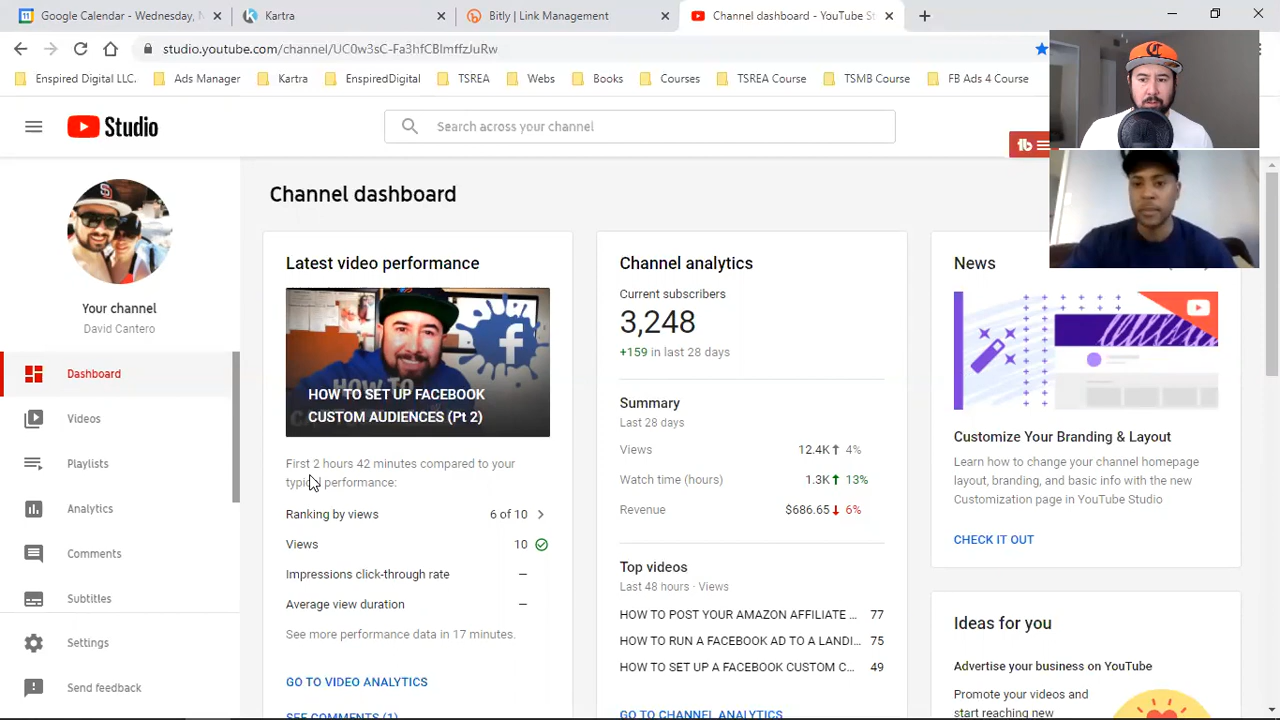 Google Calendar - Wednesday, N
Kartra
Bitly | Link Management
Channel dashboard - YouTube St
studio.youtube.com/channel/UC0w3sC-Fa3hfCBlmffzJuRw
Enspired Digital LLC.
Ads Manager
Kartra
EnspiredDigital
TSREA
Webs
Books
Courses
TSREA Course
TSMB Course
FB Ads 4 Course
Studio
Search across your channel
Your channel
David Cantero
Dashboard
Videos
Playlists
Analytics
Comments
Subtitles
Settings
Send feedback
Channel dashboard
Latest video performance
HOW TO
HOW TO SET UP FACEBOOK
CUSTOM AUDIENCES (Pt 2)
First 2 hours 42 minutes compared to your
typical performance:
Ranking by views 6 of 10
Views 10
Impressions click-through rate –
Average view duration –
See more performance data in 17 minutes.
GO TO VIDEO ANALYTICS
SEE COMMENTS (1)
Channel analytics
Current subscribers
3,248
+159 in last 28 days
Summary
Last 28 days
Views 12.4K 4%
Watch time (hours) 1.3K 13%
Revenue $686.65 6%
Top videos
Last 48 hours · Views
HOW TO POST YOUR AMAZON AFFILIATE ... 77
HOW TO RUN A FACEBOOK AD TO A LANDI... 75
HOW TO SET UP A FACEBOOK CUSTOM C... 49
GO TO CHANNEL ANALYTICS
News
Customize Your Branding & Layout
Learn how to change your channel homepage
layout, branding, and basic info with the new
Customization page in YouTube Studio
CHECK IT OUT
Ideas for you
Advertise your business on YouTube
Promote your videos and
start reaching new